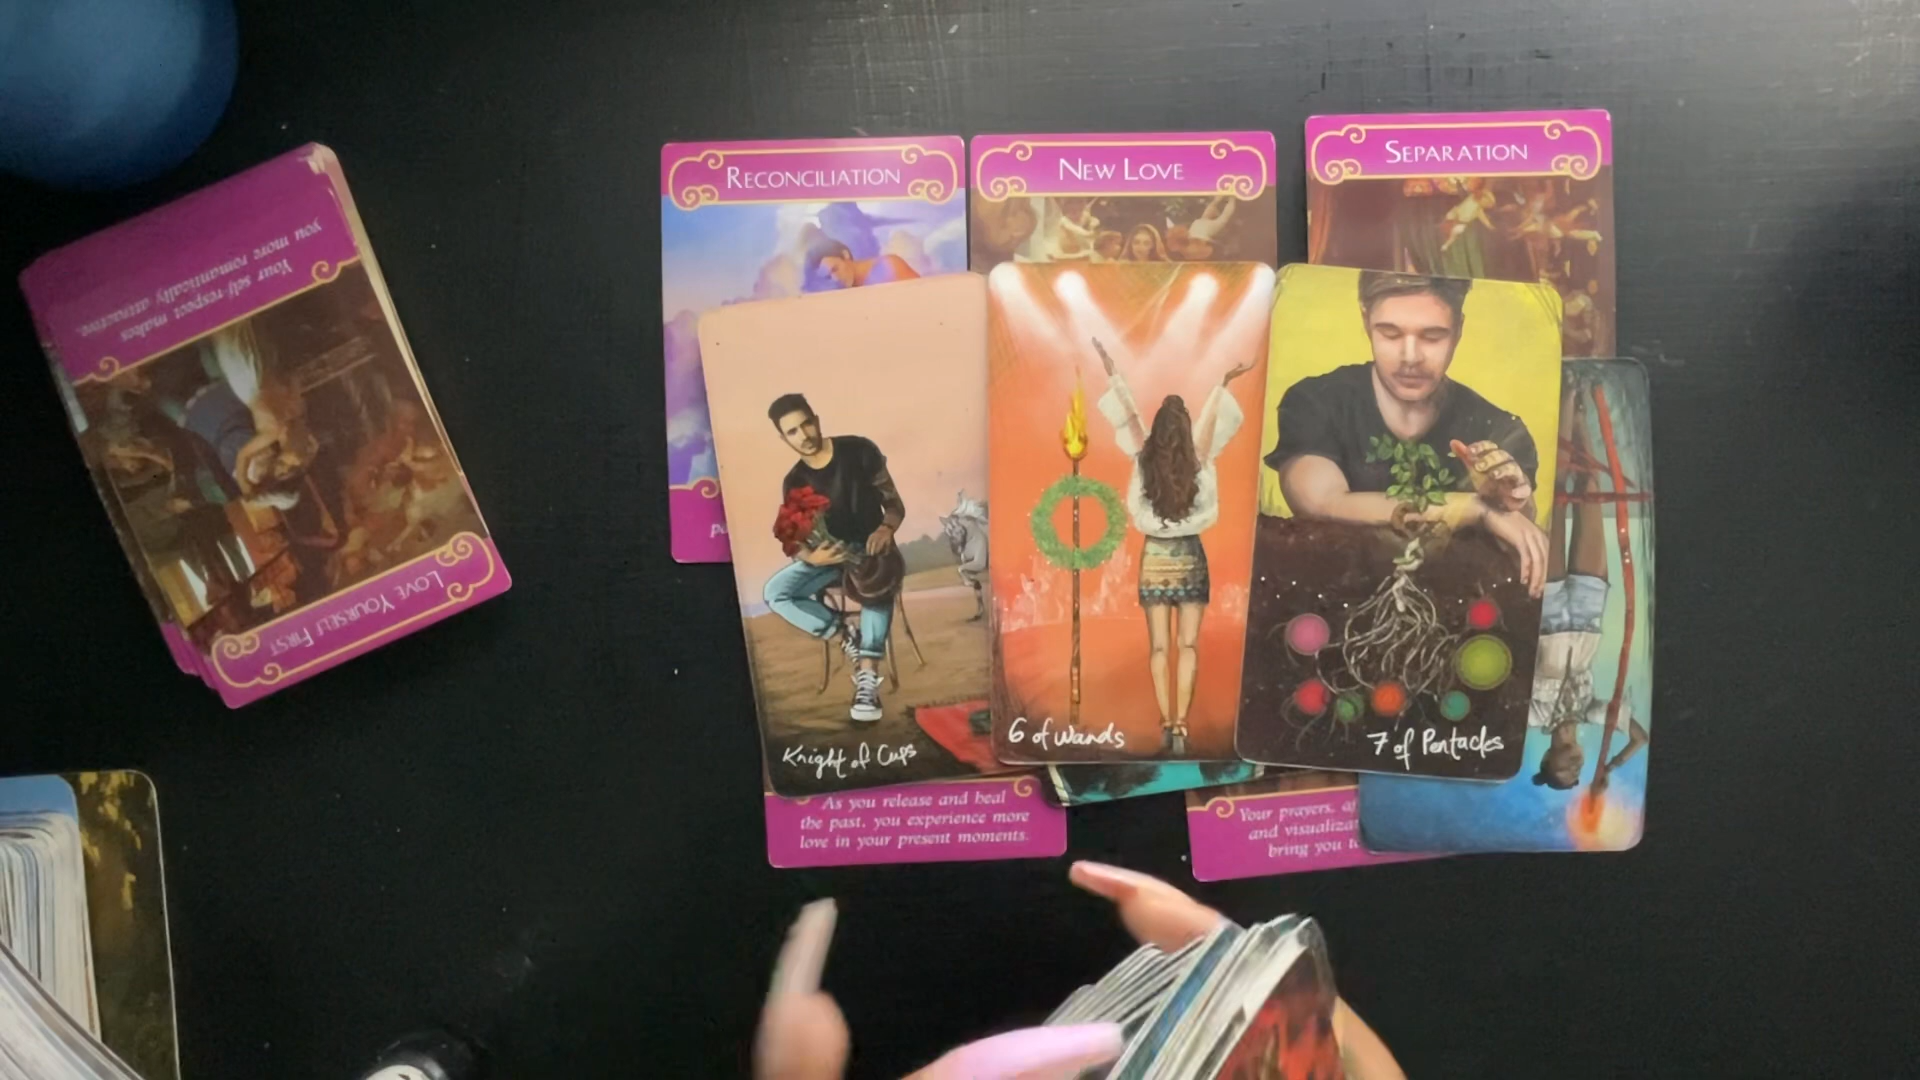 RECONCILIATION
NEW LOVE
SEPARATION
Your self-respect makes
you more romantically attractive.
LOVE YOURSELF FIRST
Knight of Cups
6 of Wands
7 of Pentacles
As you release and heal
the past, you experience more
love in your present moments.
Your prayers,
and
bring you